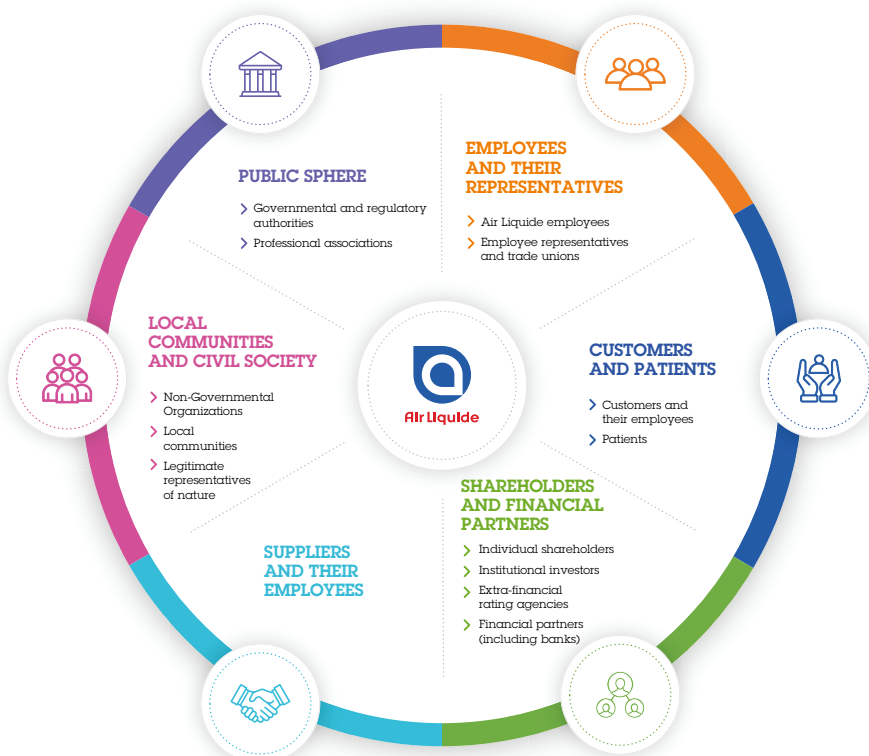 PUBLIC SPHERE
Governmental and regulatory
authorities
Professional associations
EMPLOYEES
AND THEIR
REPRESENTATIVES
Air Liquide employees
Employee representatives
and trade unions
LOCAL
COMMUNITIES
AND CIVIL SOCIETY
Non-Governmental
Organizations
Local
communities
Legitimate
representatives
of nature
Air Liquide
CUSTOMERS
AND PATIENTS
Customers and
their employees
Patients
SUPPLIERS
AND THEIR
EMPLOYEES
SHAREHOLDERS
AND FINANCIAL
PARTNERS
Individual shareholders
Institutional investors
Extra-financial
rating agencies
Financial partners
(including banks)